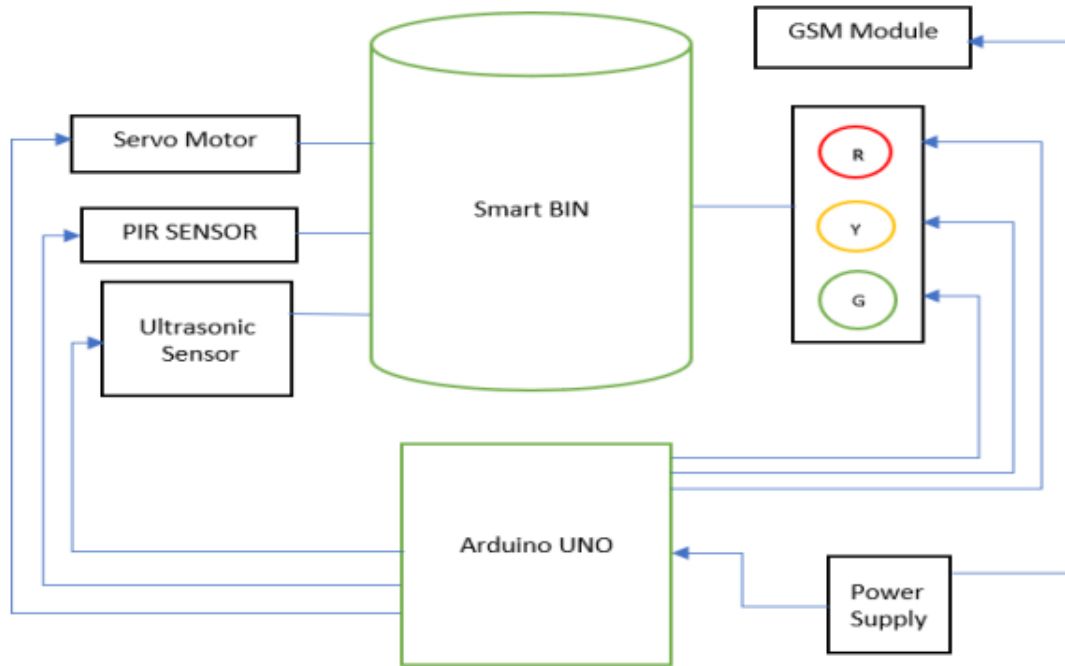 GSM Module
Servo Motor
R
Smart BIN
PIR SENSOR
Y
G
Ultrasonic
Sensor
Arduino UNO
Power
Supply